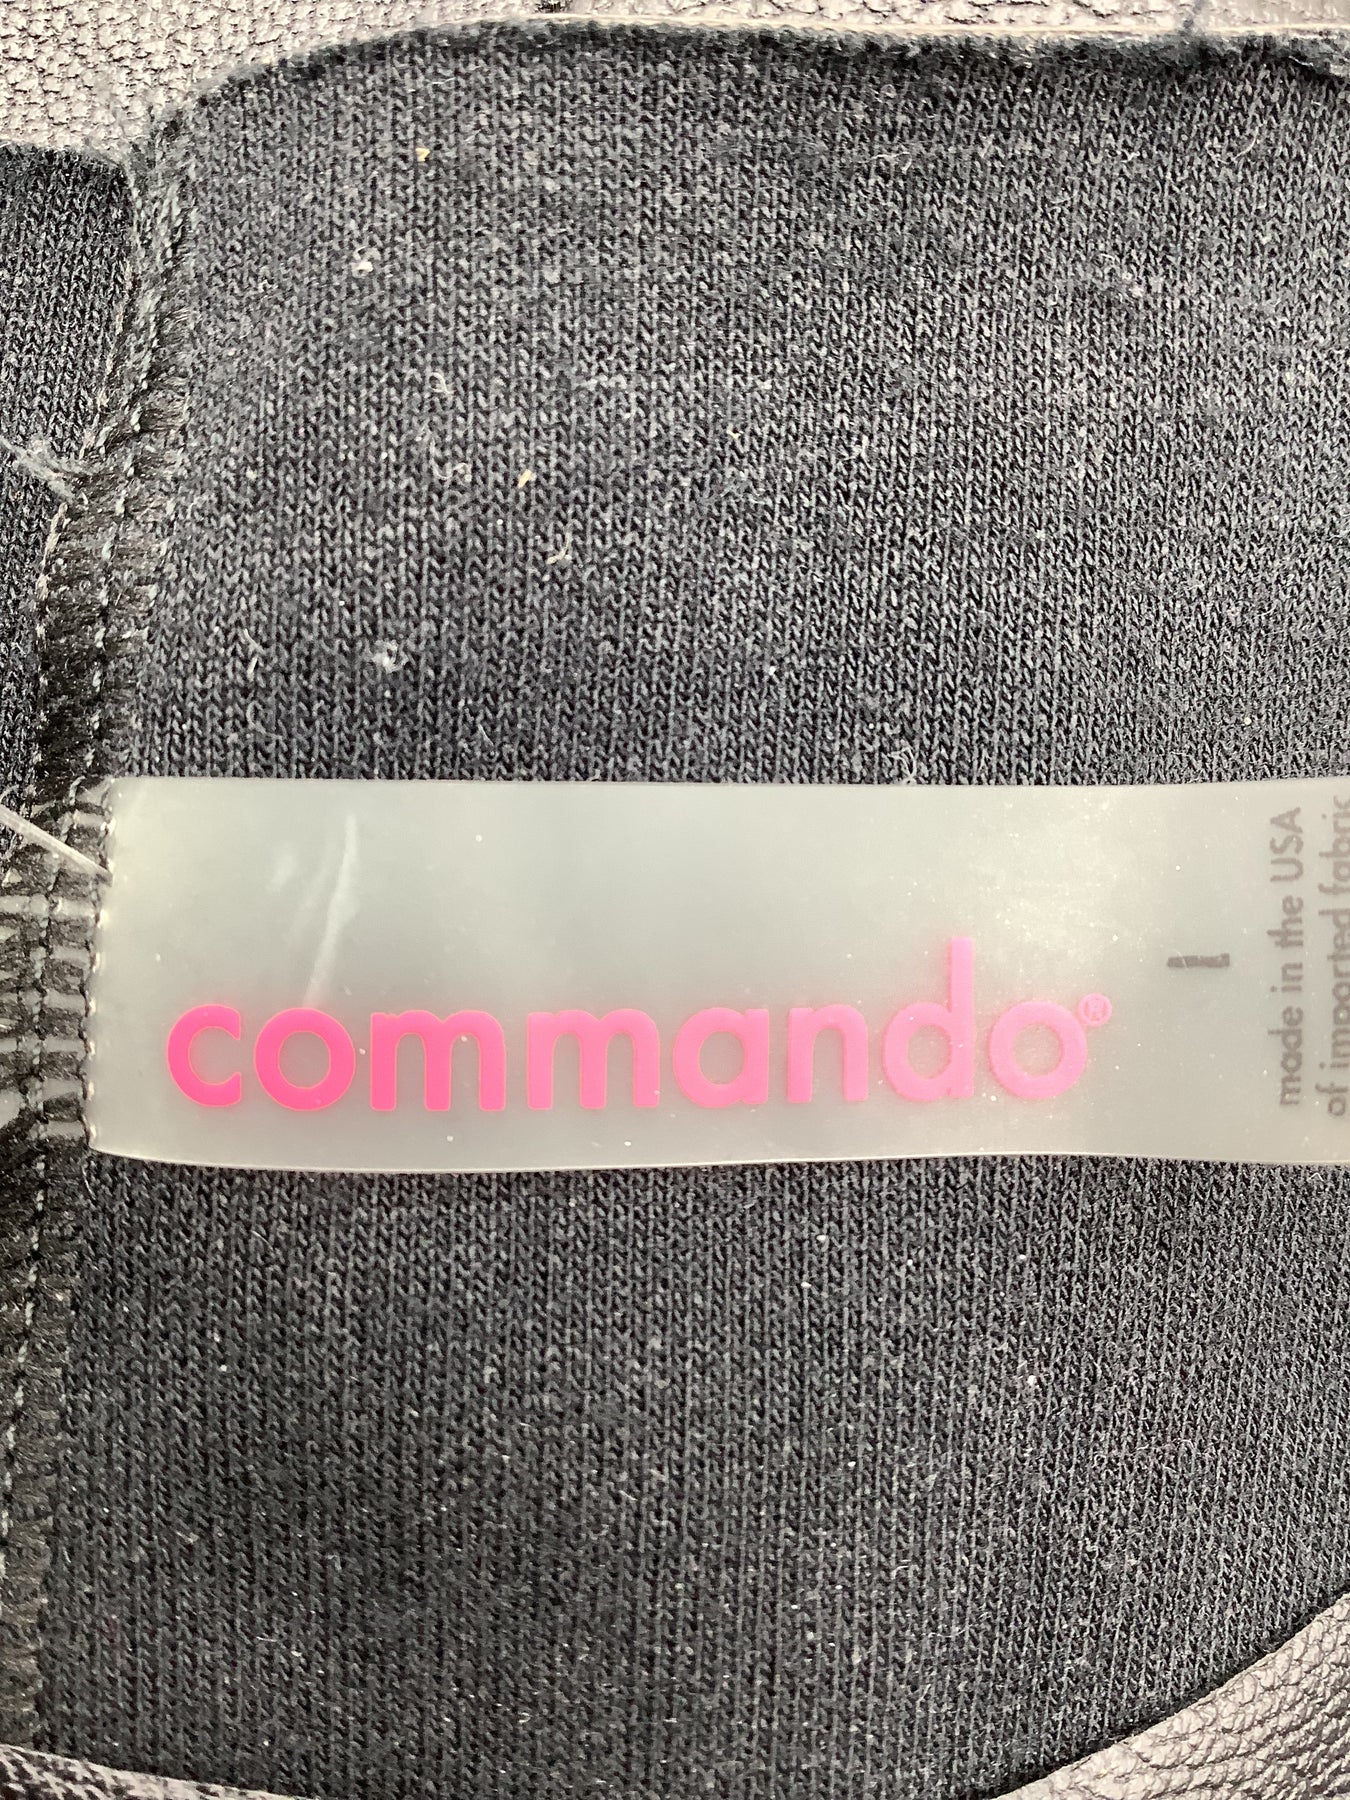 commando®
L
made in the USA
of imported fabric